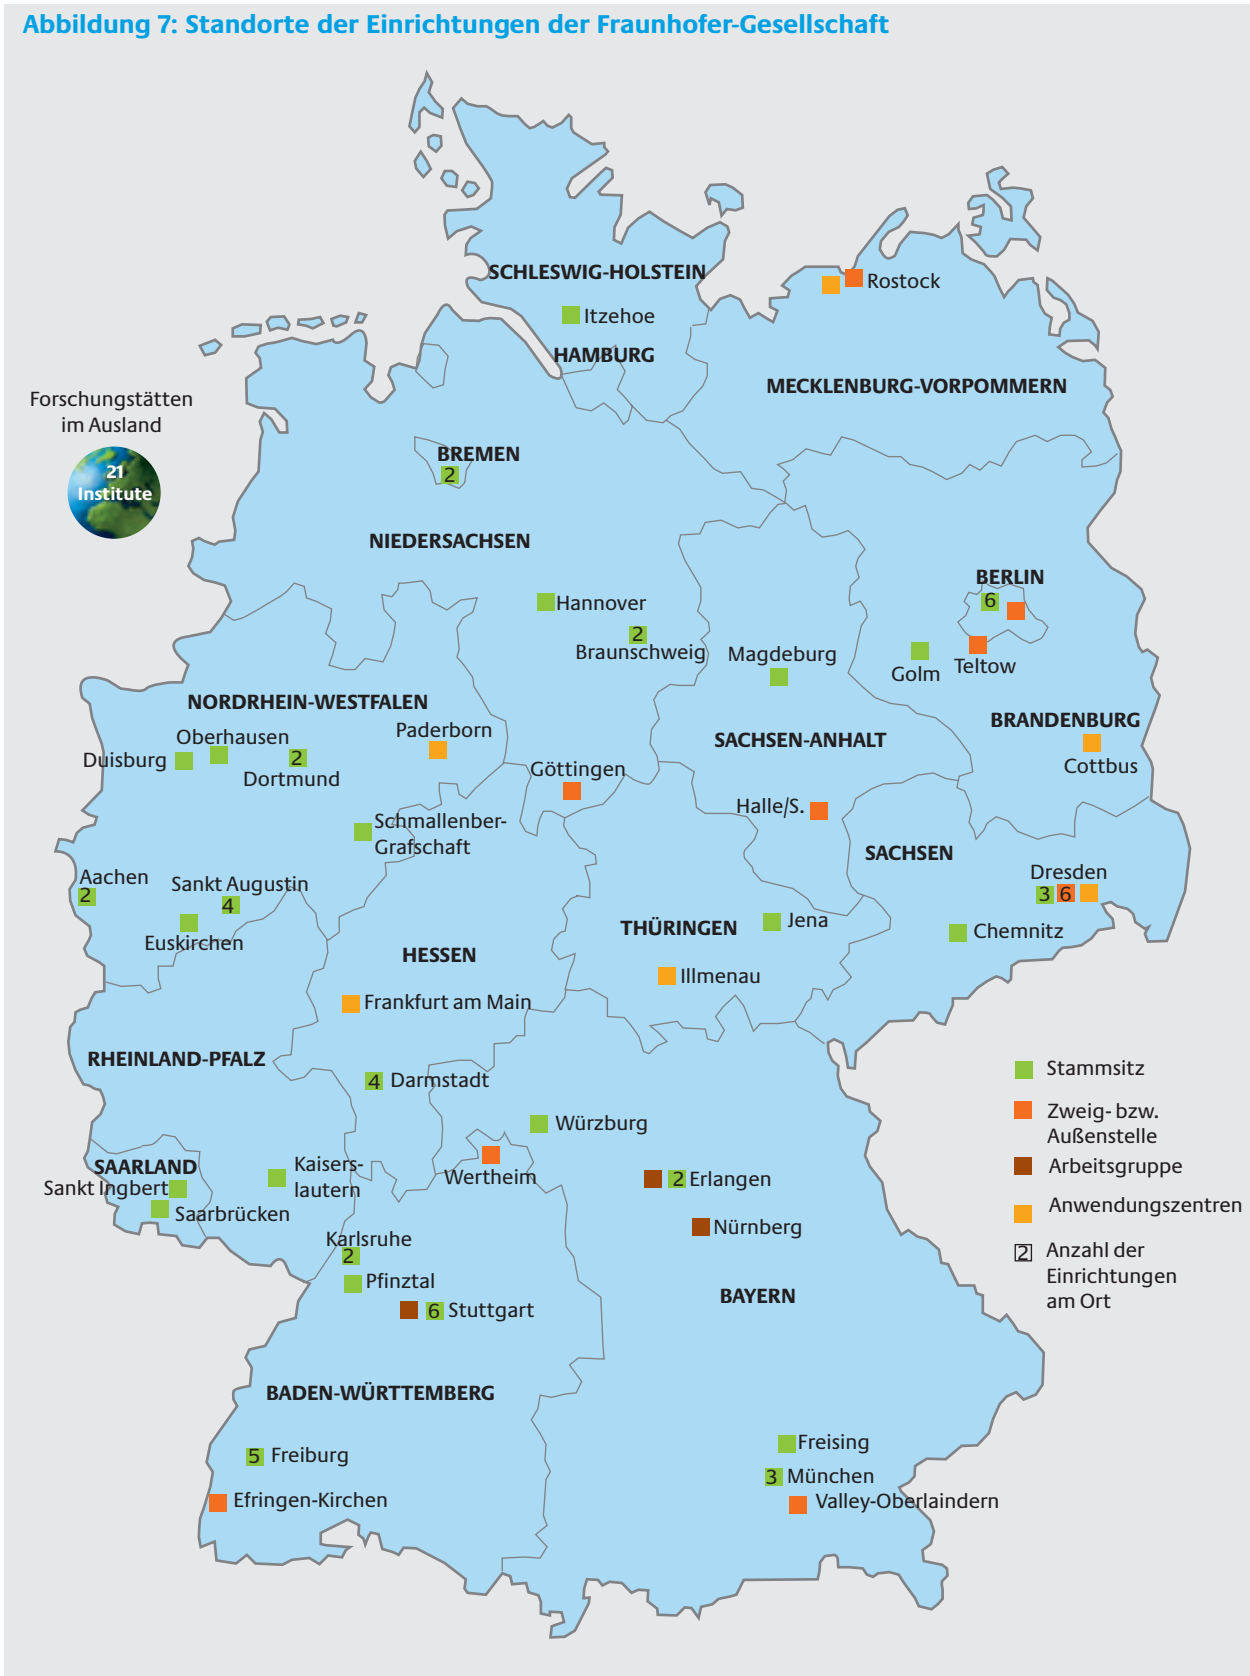 Abbildung 7: Standorte der Einrichtungen der Fraunhofer-Gesellschaft
SCHLESWIG-HOLSTEIN
Rostock
Itzehoe
HAMBURG
MECKLENBURG-VORPOMMERN
Forschungstätten
im Ausland
21
Institute
BREMEN
2
NIEDERSACHSEN
BERLIN
6
Hannover
2
Braunschweig
Magdeburg
Golm
Teltow
NORDRHEIN-WESTFALEN
BRANDENBURG
Paderborn
Oberhausen
Duisburg
2
Dortmund
SACHSEN-ANHALT
Cottbus
Göttingen
Halle/S.
Schmallenber-
Grafschaft
SACHSEN
Aachen
2
Sankt Augustin
4
Euskirchen
Dresden
3 6
THÜRINGEN
Jena
Chemnitz
HESSEN
Illmenau
Frankfurt am Main
RHEINLAND-PFALZ
4 Darmstadt
Würzburg
SAARLAND
Sankt Ingbert
Saarbrücken
Kaisers-
lautern
Wertheim
2 Erlangen
Nürnberg
Karlsruhe
2
Pfinztal
6 Stuttgart
BAYERN
BADEN-WÜRTTEMBERG
5 Freiburg
Efringen-Kirchen
Freising
3 München
Valley-Oberlaindern
Stammsitz
Zweig- bzw.
Außenstelle
Arbeitsgruppe
Anwendungszentren
2 Anzahl der
Einrichtungen
am Ort